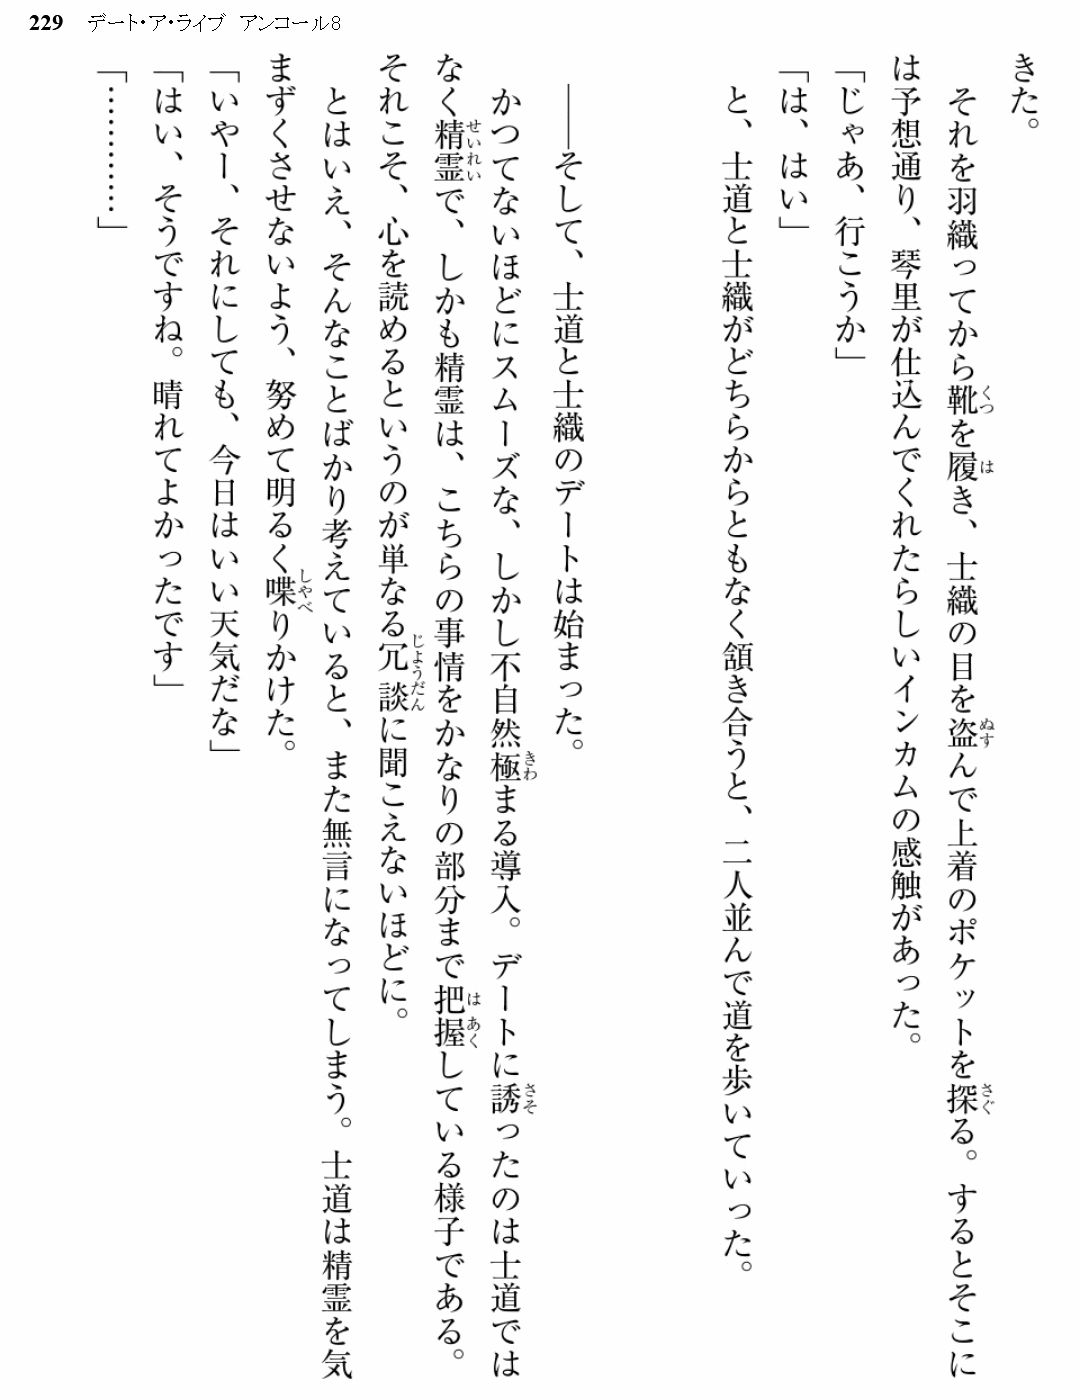 229 デート・ア・ライブ アンコール8
きた。
それを羽織ってから靴を履き、士織の目を盗んで上着のポケットを探る。するとそこに
は予想通り、琴里が仕込んでくれたらしいインカムの感触があった。
「じゃあ、行こうか」
「は、はい」
と、士道と士織がどちらからともなく頷き合うと、二人並んで道を歩いていった。
――そして、士道と士織のデートは始まった。
かつてないほどにスムーズな、しかし不自然極まる導入。デートに誘ったのは士道では
なく精霊で、しかも精霊は、こちらの事情をかなりの部分まで把握している様子である。
それこそ、心を読めるというのが単なる冗談に聞こえないほどに。
とはいえ、そんなことばかり考えていると、また無言になってしまう。士道は精霊を気
まずくさせないよう、努めて明るく喋りかけた。
「いやー、それにしても、今日はいい天気だな」
「はい、そうですね。晴れてよかったです」
「…………」